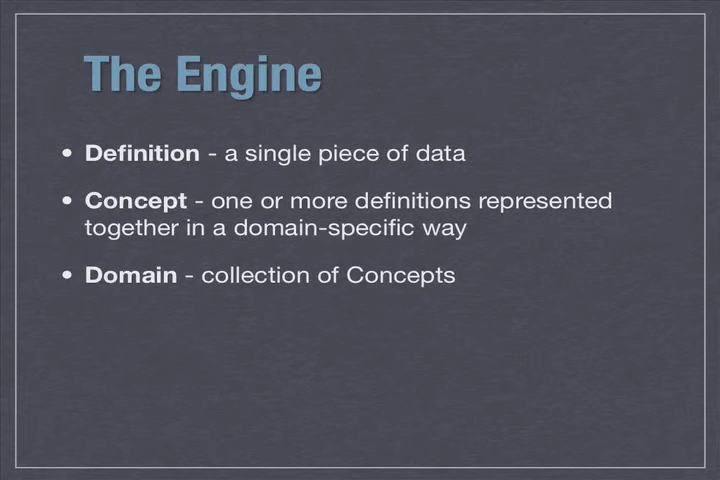 The Engine
• Definition - a single piece of data
• Concept - one or more definitions represented
together in a domain-specific way
• Domain - collection of Concepts